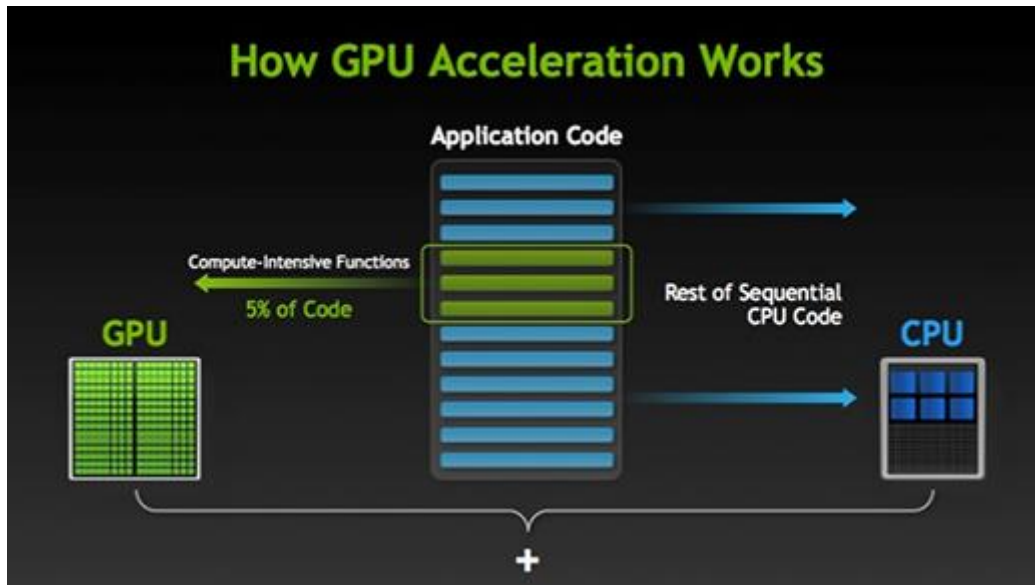 How GPU Acceleration Works
Application Code
Compute-Intensive Functions
5% of Code
Rest of Sequential
CPU Code
GPU
CPU
+